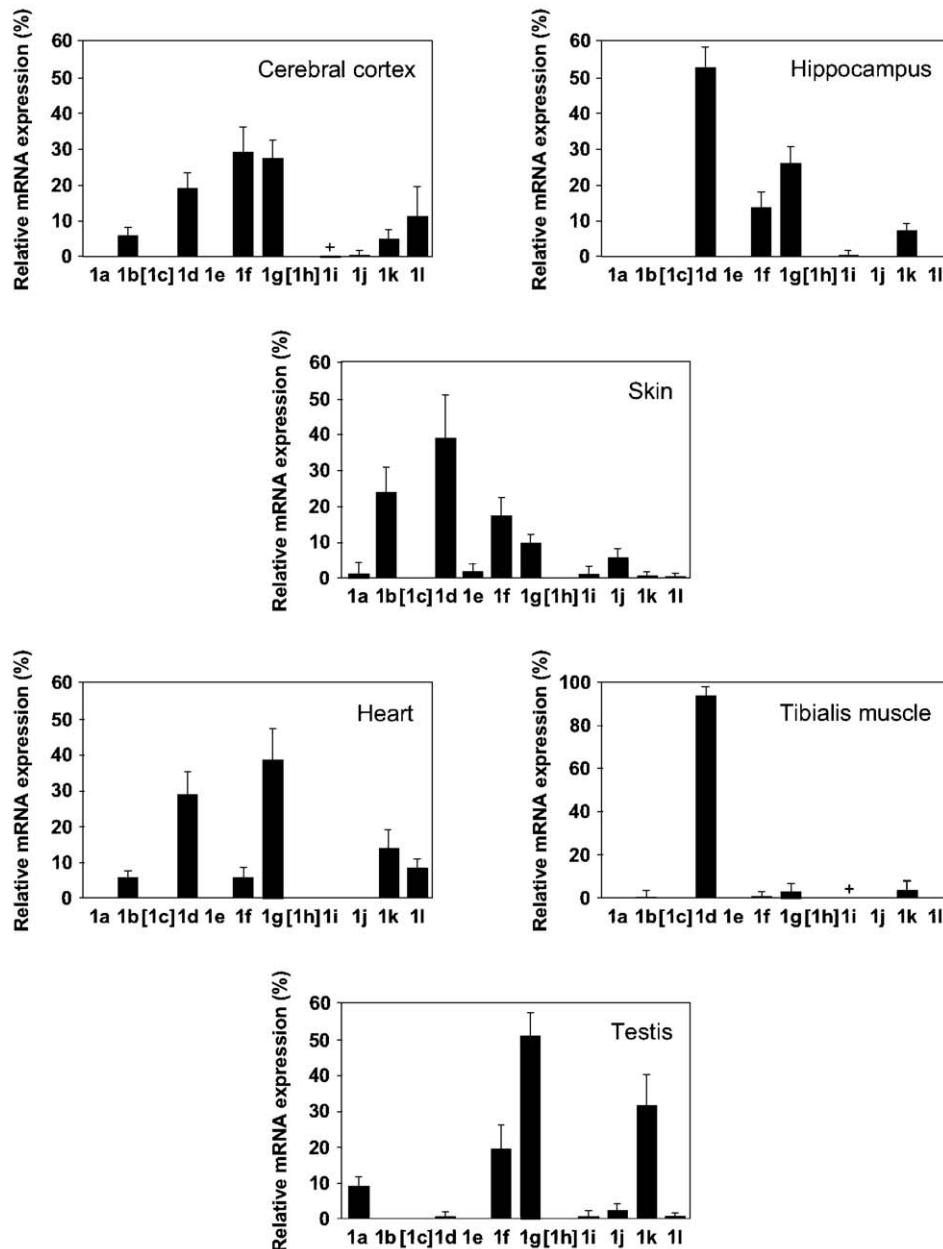 Relative mRNA expression (%)
60
50
40
30
20
10
0
Cerebral cortex
+
1a 1b[1c] 1d 1e 1f 1g[1h] 1i 1j 1k 1l
Relative mRNA expression (%)
60
50
40
30
20
10
0
Hippocampus
1a 1b [1c] 1d 1e 1f 1g [1h] 1i 1j 1k 1l
Relative mRNA expression (%)
60
50
40
30
20
10
0
Skin
1a 1b [1c] 1d 1e 1f 1g [1h] 1i 1j 1k 1l
Relative mRNA expression (%)
60
50
40
30
20
10
0
Heart
1a 1b [1c] 1d 1e 1f 1g [1h] 1i 1j 1k 1l
Relative mRNA expression (%)
100
80
60
40
20
0
Tibialis muscle
+
1a 1b [1c] 1d 1e 1f 1g [1h] 1i 1j 1k 1l
Relative mRNA expression (%)
60
50
40
30
20
10
0
Testis
1a 1b [1c] 1d 1e 1f 1g [1h] 1i 1j 1k 1l